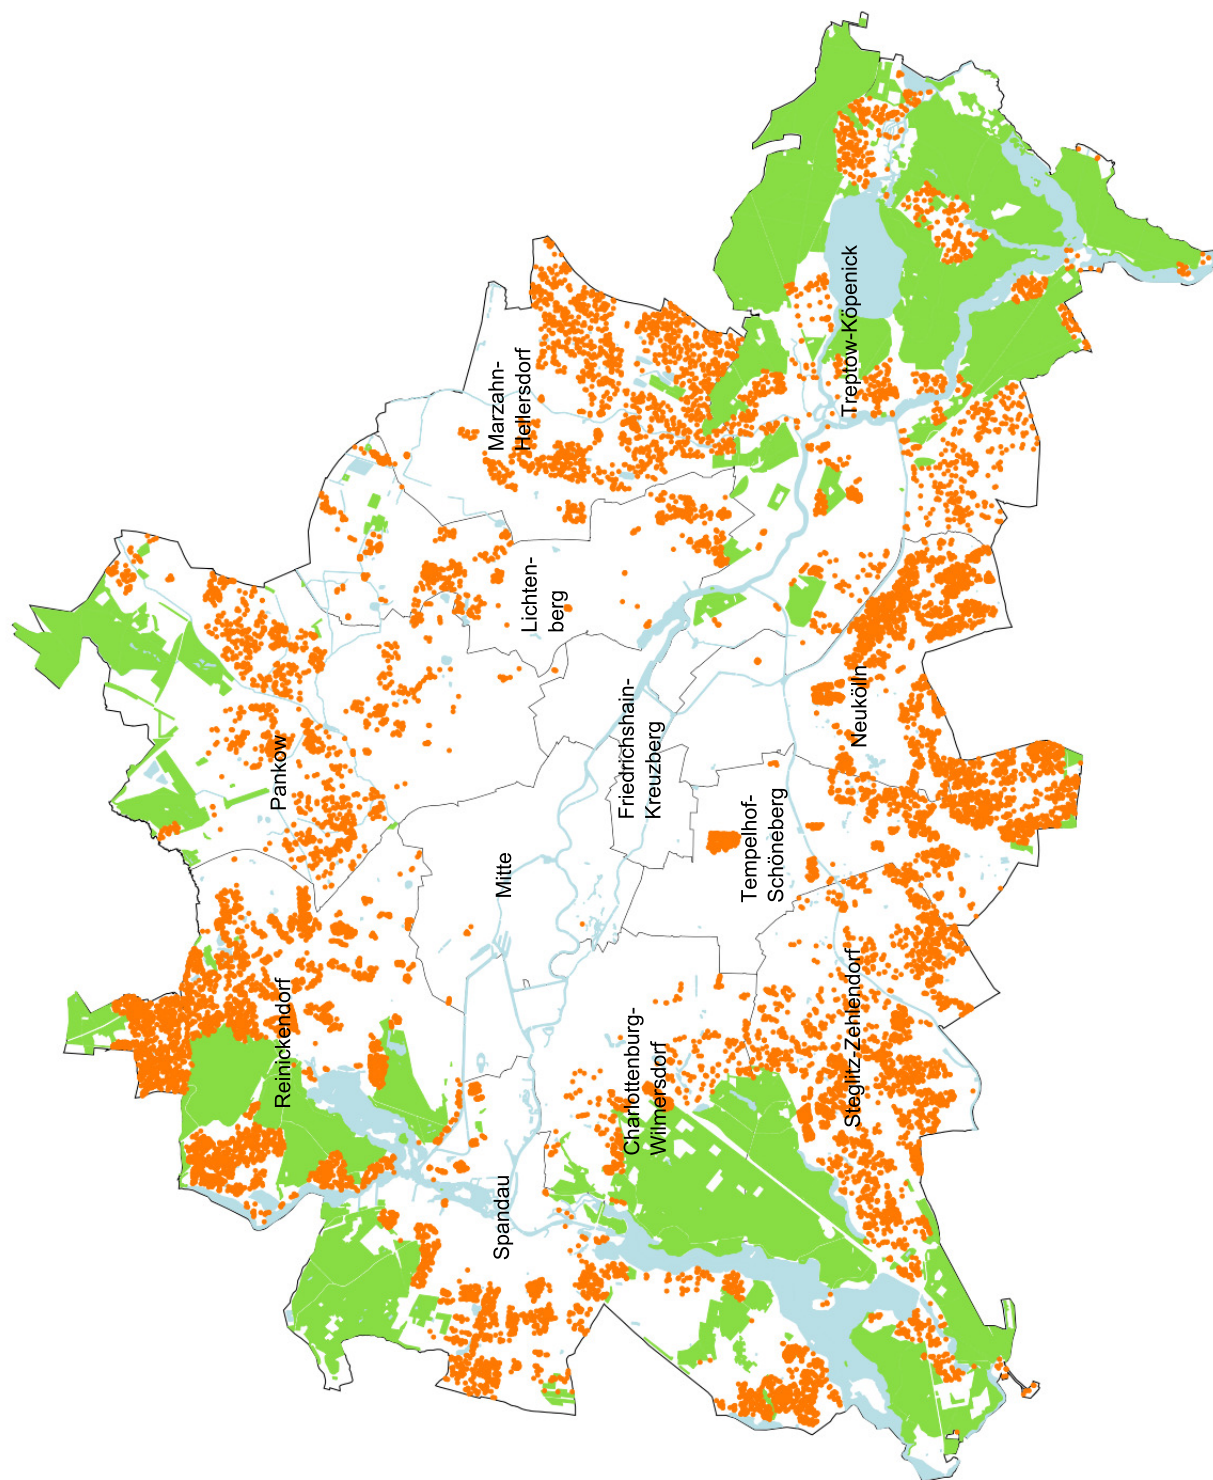 Reinickendorf
Pankow
Marzahn-
Hellersdorf
Lichten-
berg
Spandau
Mitte
Friedrichshain-
Kreuzberg
Charlottenburg-
Wilmersdorf
Tempelhof-
Schöneberg
Steglitz-Zehlendorf
Neukölln
Treptow-Köpenick